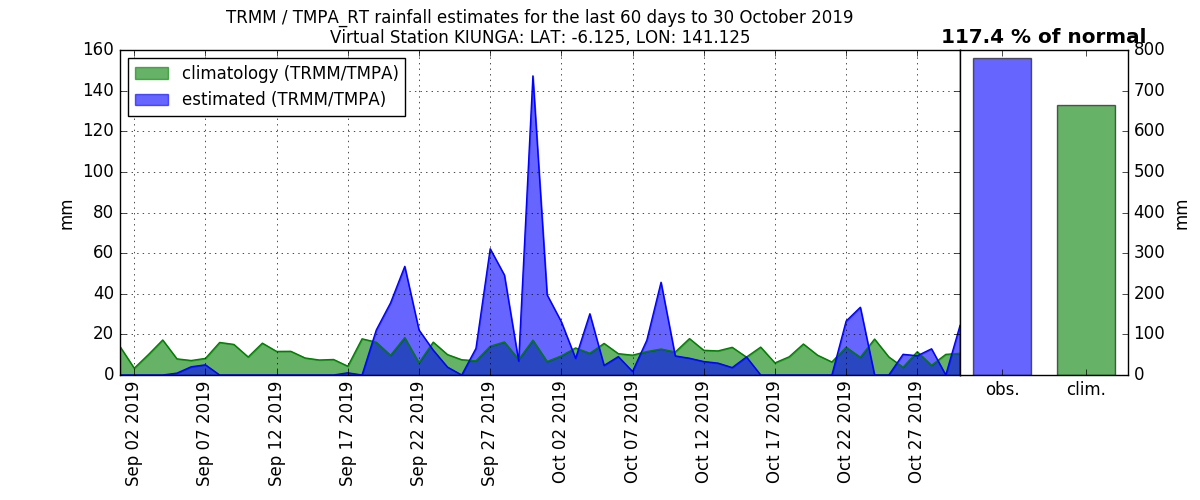 TRMM / TMPA_RT rainfall estimates for the last 60 days to 30 October 2019
Virtual Station KIUNGA: LAT: -6.125, LON: 141.125
117.4 % of normal
climatology (TRMM/TMPA)
estimated (TRMM/TMPA)
160
140
120
100
80
60
40
20
0
mm
Sep 02 2019
Sep 07 2019
Sep 12 2019
Sep 17 2019
Sep 22 2019
Sep 27 2019
Oct 02 2019
Oct 07 2019
Oct 12 2019
Oct 17 2019
Oct 22 2019
Oct 27 2019
obs.
clim.
800
700
600
500
400
300
200
100
0
mm